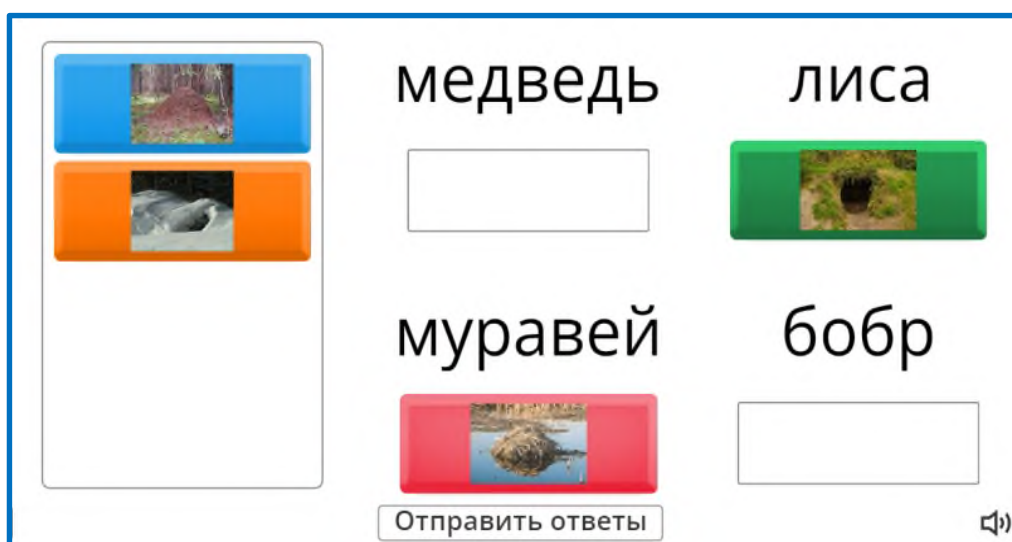 медведь лиса
муравей бобр
Отправить ответы